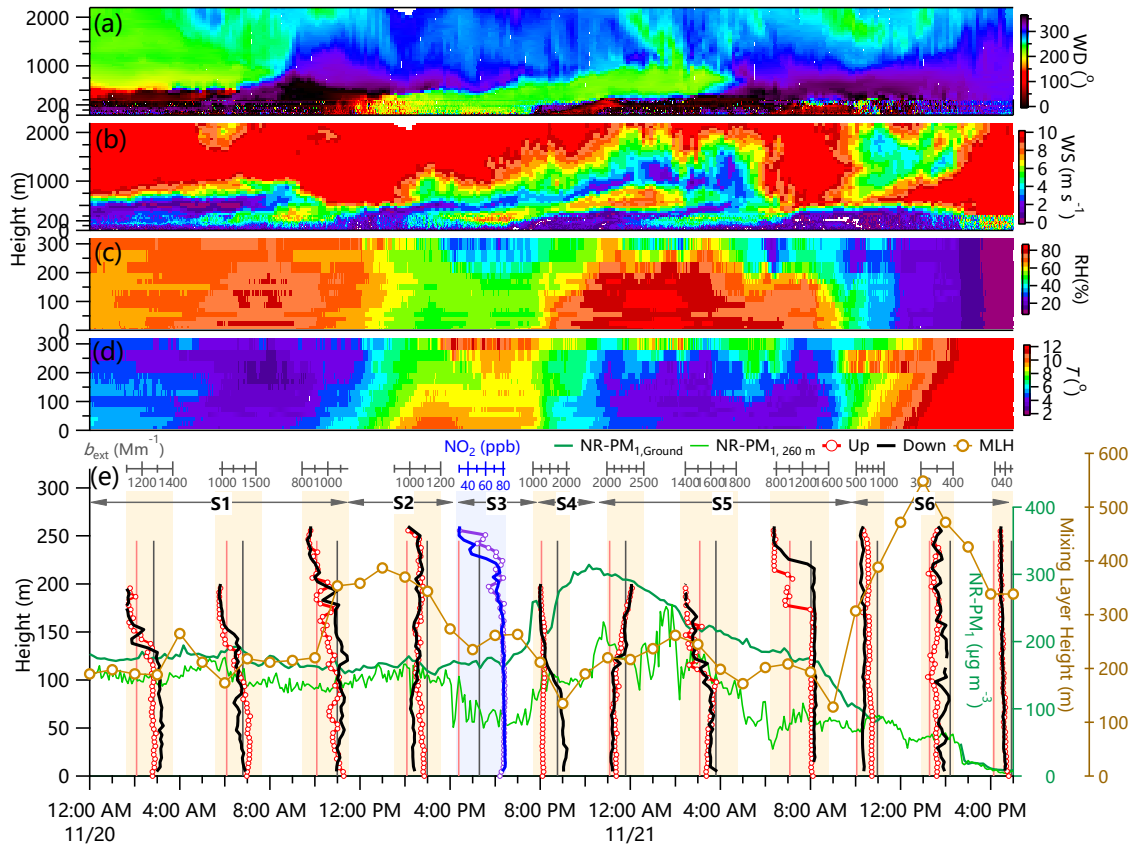 (a)
2000
1000
200
0
300
200
100
0
WD (°)
(b)
2000
1000
200
0
10
8
6
4
2
0
WS (m s⁻¹)
Height (m)
(c)
300
200
100
0
80
60
40
20
RH(%)
(d)
300
200
100
0
12
10
8
6
4
2
T (°)
b_ext (Mm⁻¹)
NO₂ (ppb)
NR-PM₁,Ground
NR-PM₁, 260 m
Up
Down
MLH
(e)
1200 1400
1000 1500
800 1000
1000 1200
40 60 80
1000 2000
2000 2500
1400 1600
800 1200 1600
500 1000
400
0 40
S1
S2
S3
S4
S5
S6
300
250
200
150
100
50
0
Height (m)
400
300
200
100
0
NR-PM₁ (µg m⁻³)
600
500
400
300
200
100
0
Mixing Layer Height (m)
12:00 AM 4:00 AM 8:00 AM 12:00 PM 4:00 PM 8:00 PM 12:00 AM 4:00 AM 8:00 AM 12:00 PM 4:00 PM
11/20 11/21